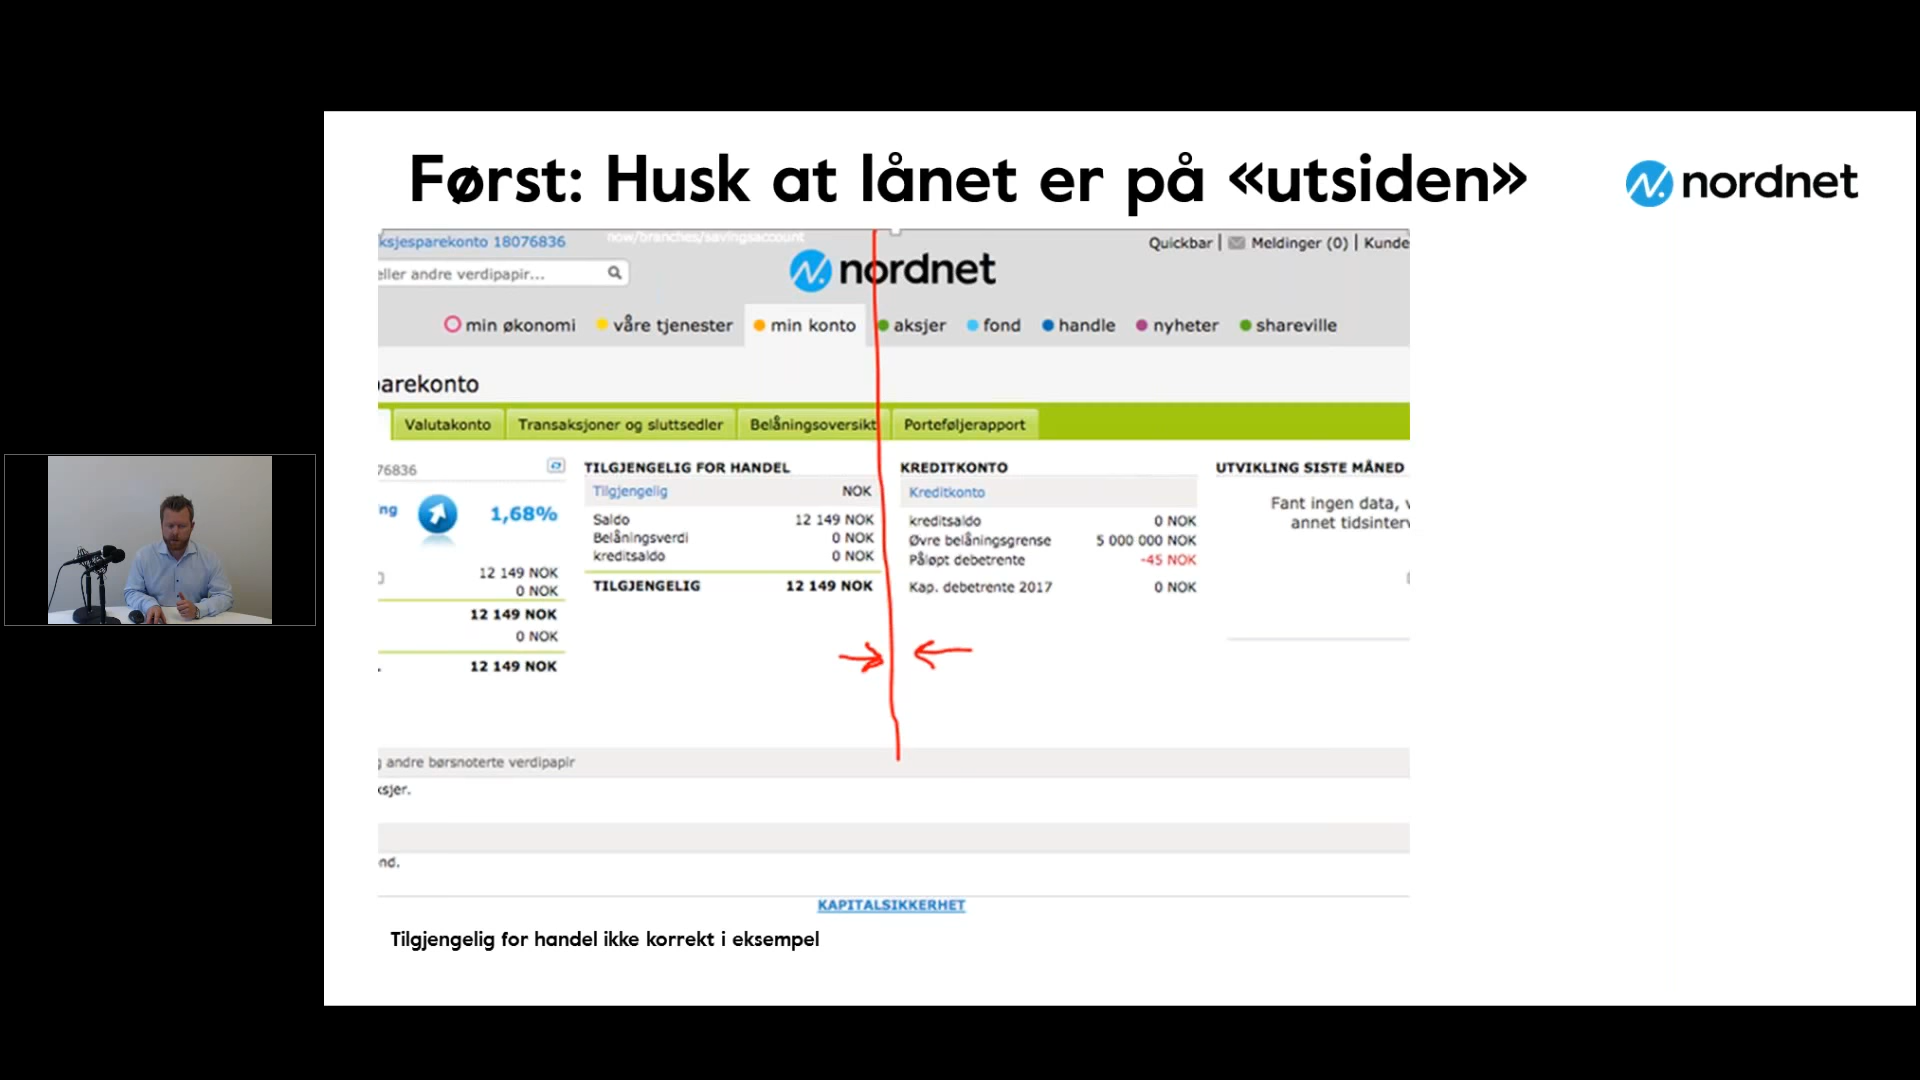 Først: Husk at lånet er på «utsiden»
nordnet
ksjesparekonto 18076836
now/branches/savingsaccount
Quickbar | Meldinger (0) | Kunde
eller andre verdipapir...
nordnet
min økonomi våre tjenester min konto aksjer fond handle nyheter shareville
arekonto
Valutakonto Transaksjoner og sluttsedler Belåningsoversikt Porteføljerapport
76836
ng 1,68%
12 149 NOK
0 NOK
12 149 NOK
0 NOK
12 149 NOK
TILGJENGELIG FOR HANDEL
Tilgjengelig NOK
Saldo 12 149 NOK
Belåningsverdi 0 NOK
kreditsaldo 0 NOK
TILGJENGELIG 12 149 NOK
KREDITKONTO
Kreditkonto
kreditsaldo 0 NOK
Øvre belåningsgrense 5 000 000 NOK
Påløpt debetrente -45 NOK
Kap. debetrente 2017 0 NOK
UTVIKLING SISTE MÅNED
Fant ingen data, v
annet tidsinterv
g andre børsnoterte verdipapir
ksjer.
nd.
KAPITALSIKKERHET
Tilgjengelig for handel ikke korrekt i eksempel